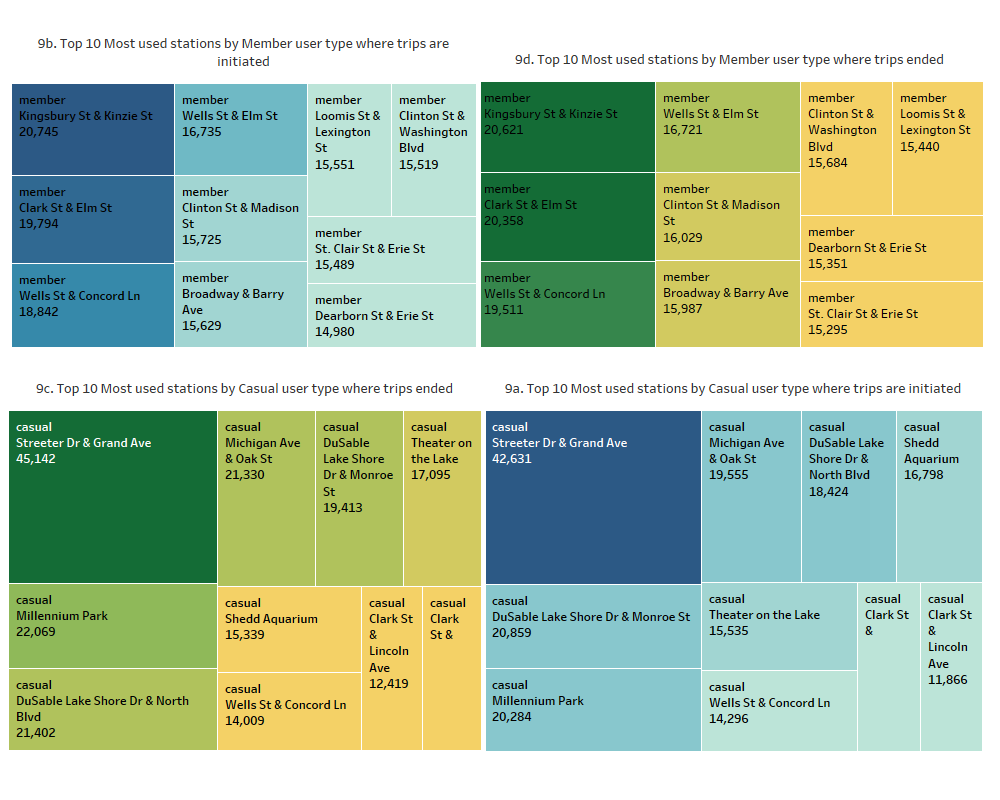 9b. Top 10 Most used stations by Member user type where trips are
initiated
member
Kingsbury St & Kinzie St
20,745
member
Clark St & Elm St
19,794
member
Wells St & Concord Ln
18,842
member
Wells St & Elm St
16,735
member
Clinton St & Madison
St
15,725
member
Broadway & Barry
Ave
15,629
member
Loomis St &
Lexington
St
15,551
member
Clinton St &
Washington
Blvd
15,519
member
St. Clair St & Erie St
15,489
member
Dearborn St & Erie St
14,980
9d. Top 10 Most used stations by Member user type where trips ended
member
Kingsbury St & Kinzie St
20,621
member
Clark St & Elm St
20,358
member
Wells St & Concord Ln
19,511
member
Wells St & Elm St
16,721
member
Clinton St & Madison
St
16,029
member
Broadway & Barry Ave
15,987
member
Clinton St &
Washington
Blvd
15,684
member
Loomis St &
Lexington St
15,440
member
Dearborn St & Erie St
15,351
member
St. Clair St & Erie St
15,295
9c. Top 10 Most used stations by Casual user type where trips ended
casual
Streeter Dr & Grand Ave
45,142
casual
Millennium Park
22,069
casual
DuSable Lake Shore Dr & North
Blvd
21,402
casual
Michigan Ave
& Oak St
21,330
casual
DuSable
Lake Shore
Dr & Monroe
St
19,413
casual
Theater on
the Lake
17,095
casual
Shedd Aquarium
15,339
casual
Wells St & Concord Ln
14,009
casual
Clark St
&
Lincoln
Ave
12,419
casual
Clark
St &
9a. Top 10 Most used stations by Casual user type where trips are initiated
casual
Streeter Dr & Grand Ave
42,631
casual
DuSable Lake Shore Dr & Monroe St
20,859
casual
Millennium Park
20,284
casual
Michigan Ave
& Oak St
19,555
casual
DuSable Lake
Shore Dr &
North Blvd
18,424
casual
Shedd
Aquarium
16,798
casual
Theater on the Lake
15,535
casual
Wells St & Concord Ln
14,296
casual
Clark St
&
casual
Clark St
&
Lincoln
Ave
11,866